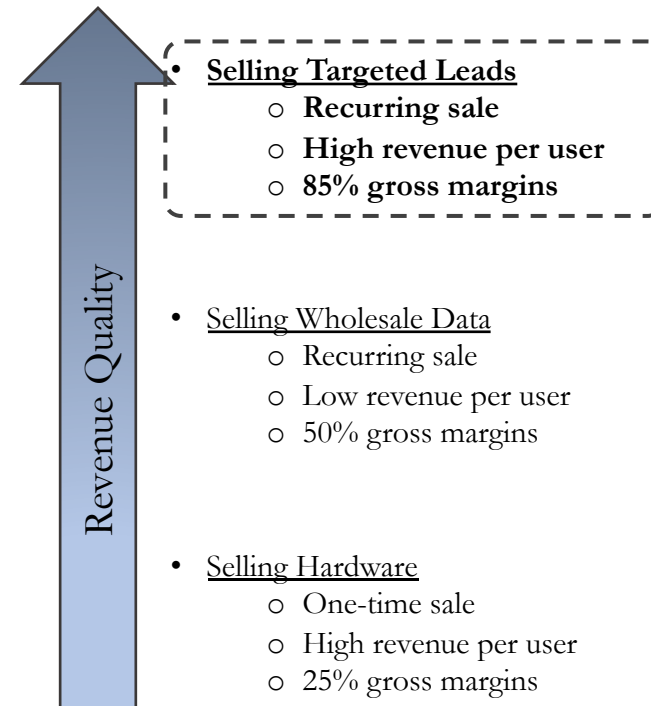 • Selling Targeted Leads
o Recurring sale
o High revenue per user
o 85% gross margins
Revenue Quality
• Selling Wholesale Data
o Recurring sale
o Low revenue per user
o 50% gross margins
• Selling Hardware
o One-time sale
o High revenue per user
o 25% gross margins